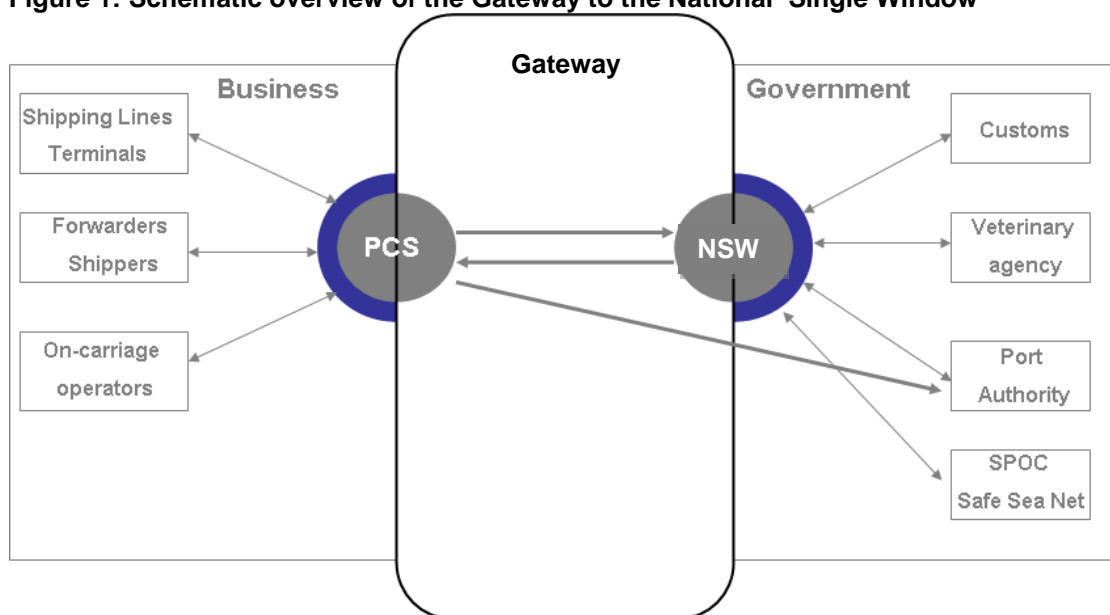 Figure 1: Schematic overview of the Gateway to the National Single Window
Gateway
Business
Shipping Lines
Terminals
Forwarders
Shippers
On-carriage
operators
PCS
NSW
Government
Customs
Veterinary
agency
Port
Authority
SPOC
Safe Sea Net